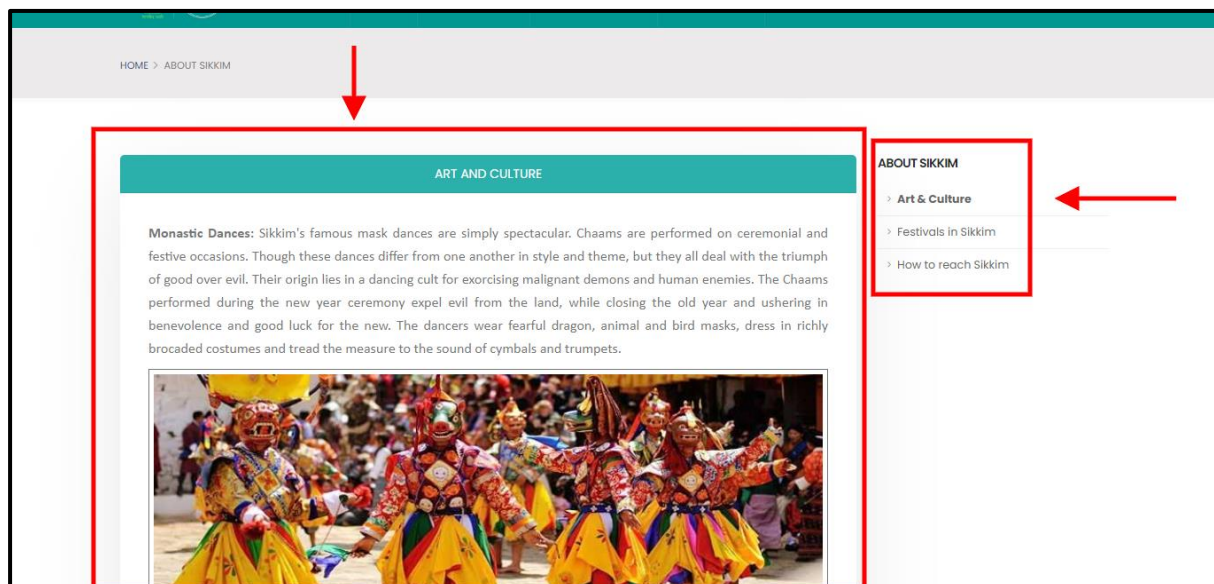 HOME > ABOUT SIKKIM
ART AND CULTURE
Monastic Dances: Sikkim's famous mask dances are simply spectacular. Chaams are performed on ceremonial and
festive occasions. Though these dances differ from one another in style and theme, but they all deal with the triumph
of good over evil. Their origin lies in a dancing cult for exorcising malignant demons and human enemies. The Chaams
performed during the new year ceremony expel evil from the land, while closing the old year and ushering in
benevolence and good luck for the new. The dancers wear fearful dragon, animal and bird masks, dress in richly
brocaded costumes and tread the measure to the sound of cymbals and trumpets.
ABOUT SIKKIM
> Art & Culture
> Festivals in Sikkim
> How to reach Sikkim